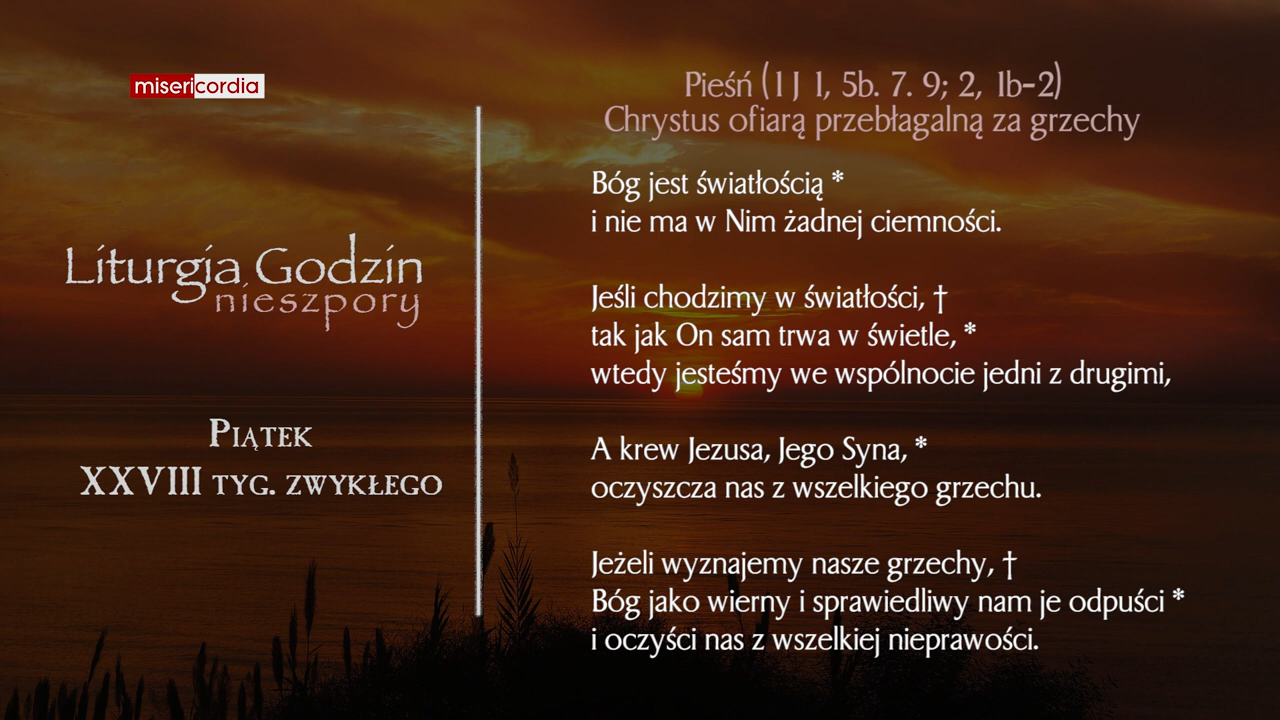 misericordia
Liturgia Godzin
nieszpory
Piątek
XXVIII tyg. zwykłego
Pieśń (1 J 1, 5b. 7. 9; 2, 1b-2)
Chrystus ofiarą przebłagalną za grzechy
Bóg jest światłością *
i nie ma w Nim żadnej ciemności.
Jeśli chodzimy w światłości, †
tak jak On sam trwa w świetle, *
wtedy jesteśmy we wspólnocie jedni z drugimi,
A krew Jezusa, Jego Syna, *
oczyszcza nas z wszelkiego grzechu.
Jeżeli wyznajemy nasze grzechy, †
Bóg jako wierny i sprawiedliwy nam je odpuści *
i oczyści nas z wszelkiej nieprawości.